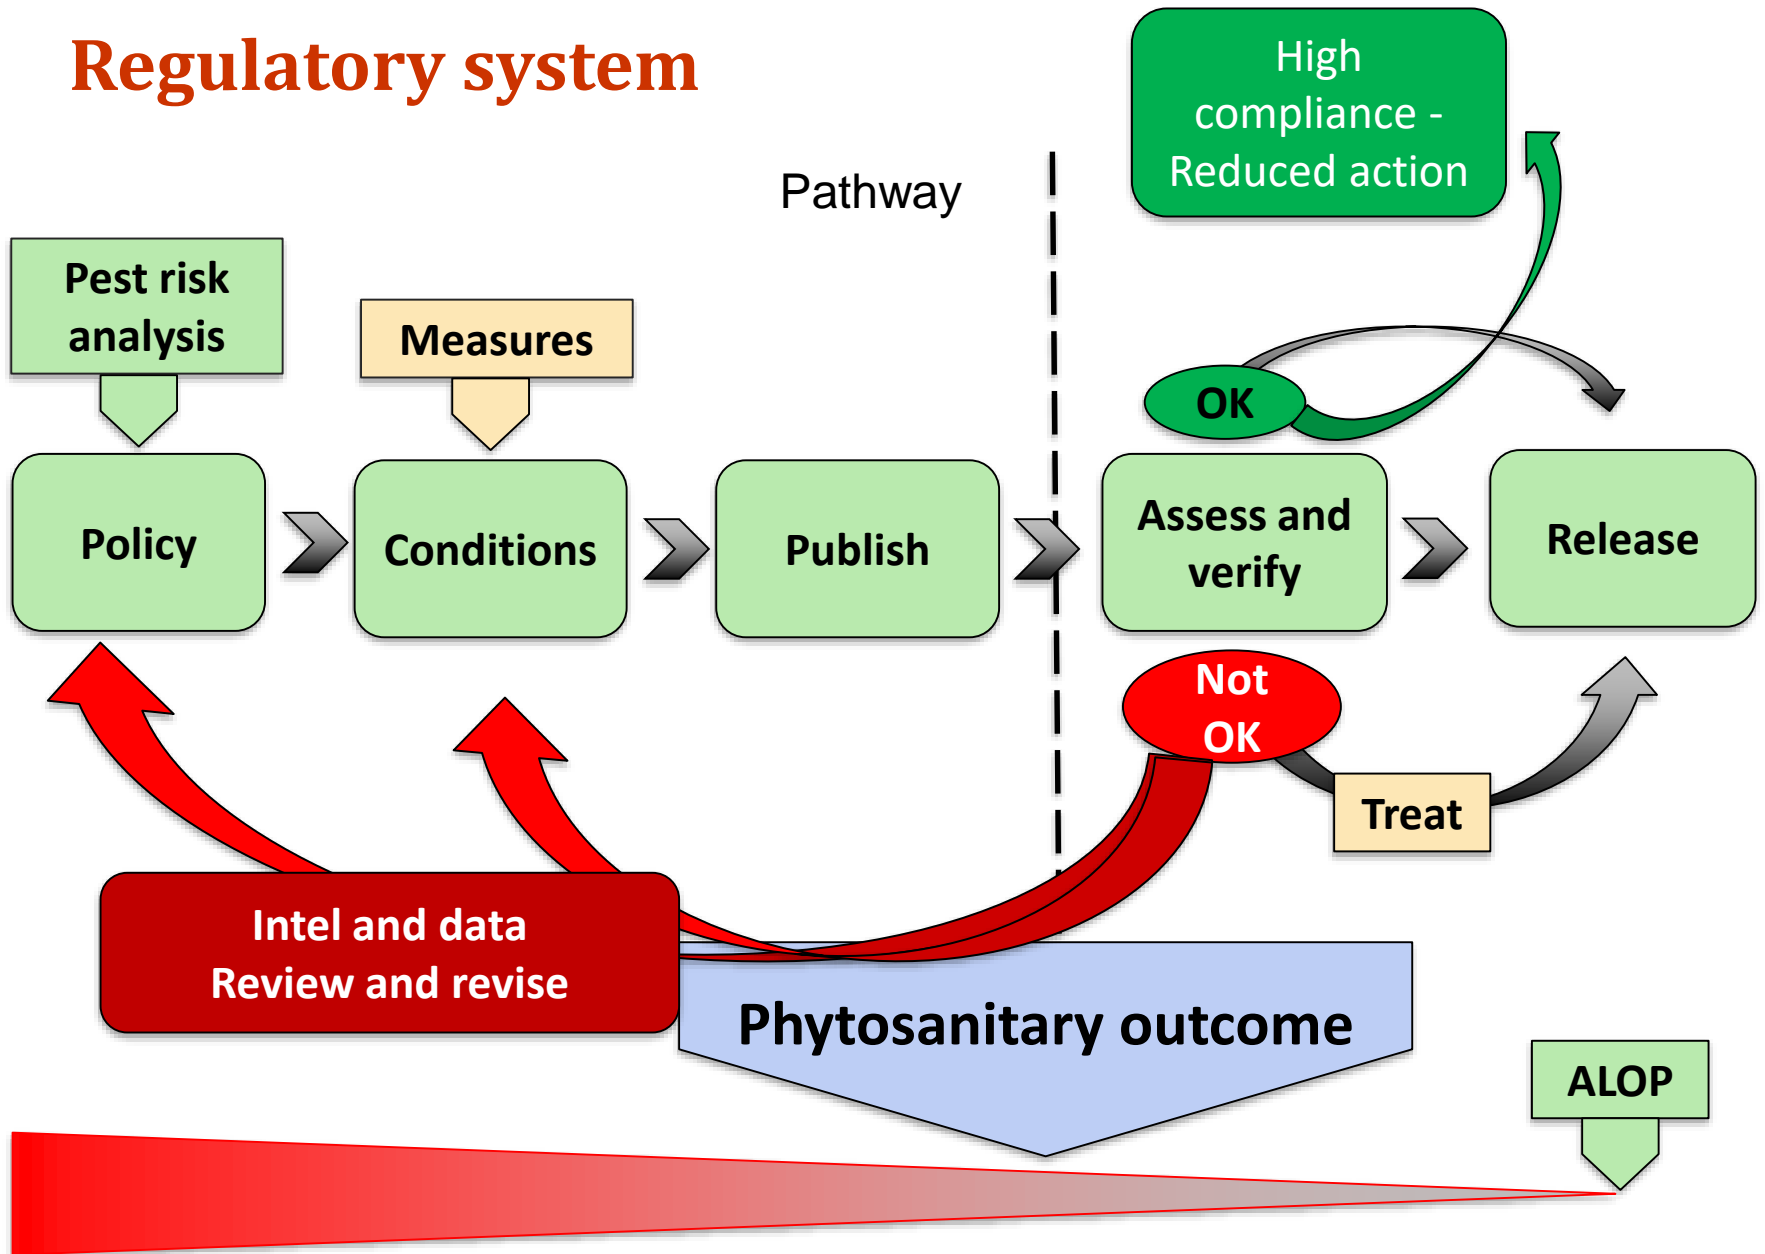 Regulatory system
High
compliance -
Reduced action
Pathway
Pest risk
analysis
Measures
OK
Policy
Conditions
Publish
Assess and
verify
Release
Not
OK
Treat
Intel and data
Review and revise
Phytosanitary outcome
ALOP